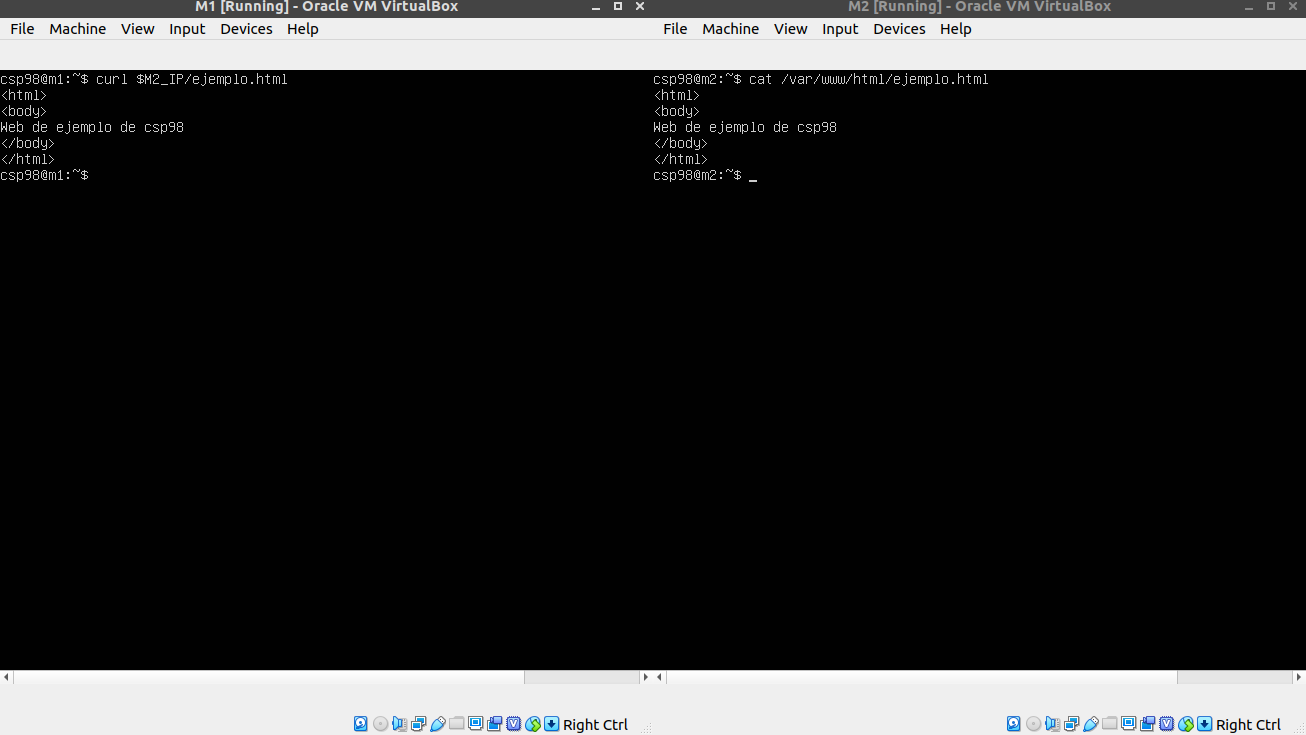 M1 [Running] - Oracle VM VirtualBox
File Machine View Input Devices Help
csp98@m1:~$ curl $M2_IP/ejemplo.html
<html>
<body>
Web de ejemplo de csp98
</body>
</html>
csp98@m1:~$
Right Ctrl
M2 [Running] - Oracle VM VirtualBox
File Machine View Input Devices Help
csp98@m2:~$ cat /var/www/html/ejemplo.html
<html>
<body>
Web de ejemplo de csp98
</body>
</html>
csp98@m2:~$ _
Right Ctrl